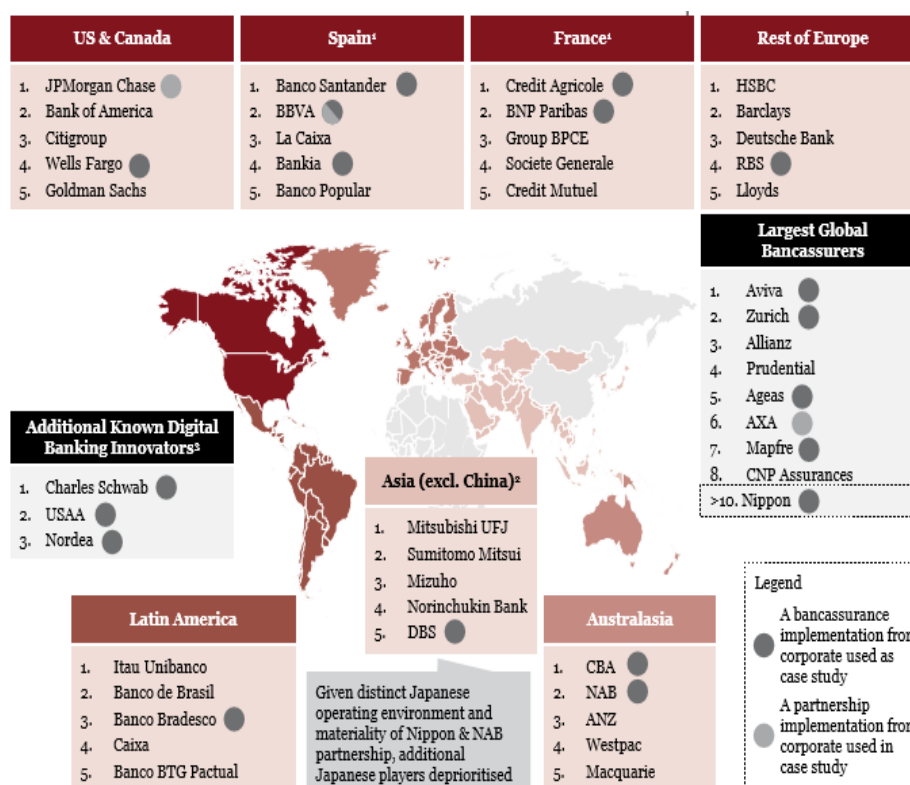 US & Canada
1. JPMorgan Chase
2. Bank of America
3. Citigroup
4. Wells Fargo
5. Goldman Sachs
Spain¹
1. Banco Santander
2. BBVA
3. La Caixa
4. Bankia
5. Banco Popular
France¹
1. Credit Agricole
2. BNP Paribas
3. Group BPCE
4. Societe Generale
5. Credit Mutuel
Rest of Europe
1. HSBC
2. Barclays
3. Deutsche Bank
4. RBS
5. Lloyds
Largest Global
Bancassurers
1. Aviva
2. Zurich
3. Allianz
4. Prudential
5. Ageas
6. AXA
7. Mapfre
8. CNP Assurances
>10. Nippon
Additional Known Digital
Banking Innovators³
1. Charles Schwab
2. USAA
3. Nordea
Asia (excl. China)²
1. Mitsubishi UFJ
2. Sumitomo Mitsui
3. Mizuho
4. Norinchukin Bank
5. DBS
Latin America
1. Itau Unibanco
2. Banco de Brasil
3. Banco Bradesco
4. Caixa
5. Banco BTG Pactual
Given distinct Japanese
operating environment and
materiality of Nippon & NAB
partnership, additional
Japanese players deprioritised
Australasia
1. CBA
2. NAB
3. ANZ
4. Westpac
5. Macquarie
Legend
A bancassurance
implementation from
corporate used as
case study
A partnership
implementation from
corporate used in
case study